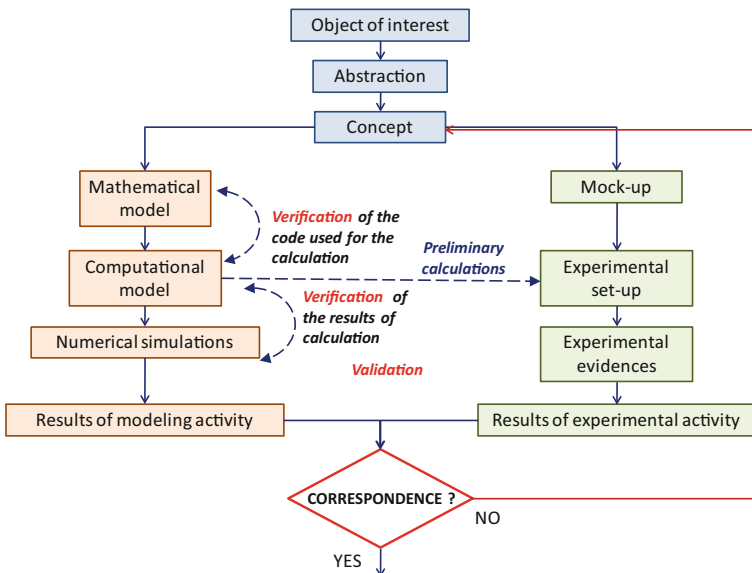 Object of interest
Abstraction
Concept
Mathematical
model
Mock-up
Verification of the
code used for the
calculation
Preliminary
calculations
Computational
model
Experimental
set-up
Verification of
the results of
calculation
Numerical simulations
Experimental
evidences
Validation
Results of modeling activity
Results of experimental activity
CORRESPONDENCE ?
NO
YES